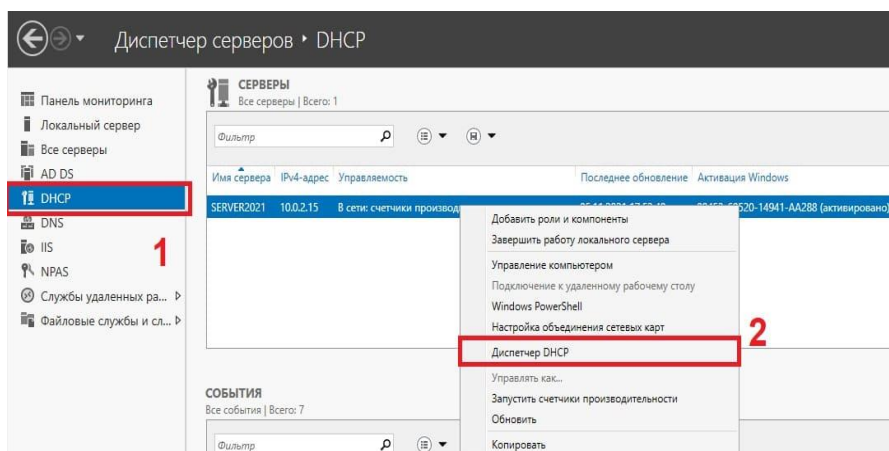 Диспетчер серверов • DHCP
Панель мониторинга
Локальный сервер
Все серверы
AD DS
DHCP
DNS
IIS
NPAS
Службы удаленных ра...
Файловые службы и сл...
1
СЕРВЕРЫ
Все серверы | Всего: 1
Фильтр
Имя сервера IPv4-адрес Управляемость Последнее обновление Активация Windows
SERVER2021 10.0.2.15 В сети: счетчики производ 14941-AA288 (активировано)
Добавить роли и компоненты
Завершить работу локального сервера
Управление компьютером
Подключение к удаленному рабочему столу
Windows PowerShell
Настройка объединения сетевых карт
Диспетчер DHCP
2
Управлять как...
Запустить счетчики производительности
Обновить
Копировать
СОБЫТИЯ
Все события | Всего: 7
Фильтр